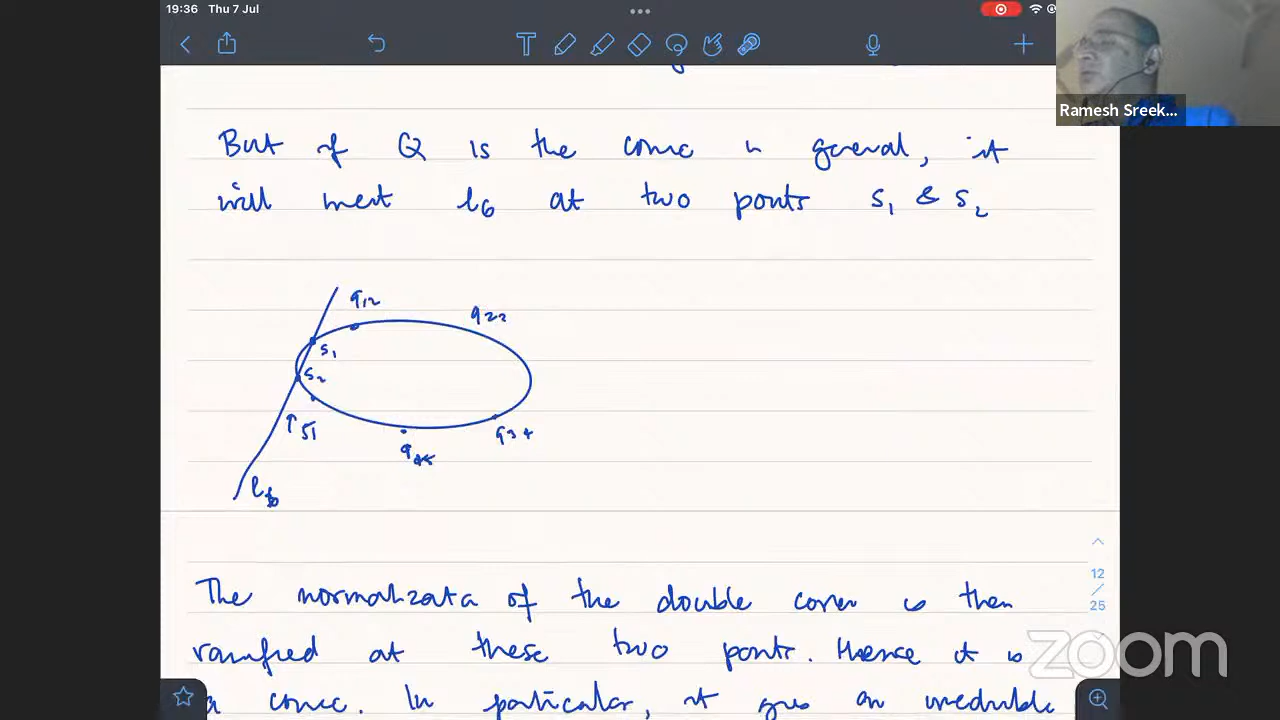 19:36 Thu 7 Jul
Ramesh Sreek...
But if Q is the conic in general, it
will meet l6 at two points s1 & s2
q12
q23
s1
s2
51
q45
q34
l6
12
/
25
The normalization of the double cover is then
ramified at these two points. Hence it is
a conic. In particular, it gives an irreducible
zoom